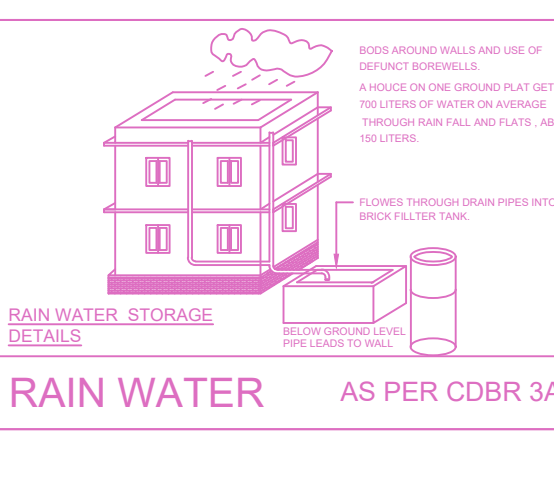 BODS AROUND WALLS AND USE OF
DEFUNCT BOREWELLS.
A HOUCE ON ONE GROUND PLAT GET
700 LITERS OF WATER ON AVERAGE
THROUGH RAIN FALL AND FLATS , AB
150 LITERS.
FLOWES THROUGH DRAIN PIPES INTO
BRICK FILLTER TANK.
RAIN WATER STORAGE
DETAILS
BELOW GROUND LEVEL
PIPE LEADS TO WALL
RAIN WATER
AS PER CDBR 3A